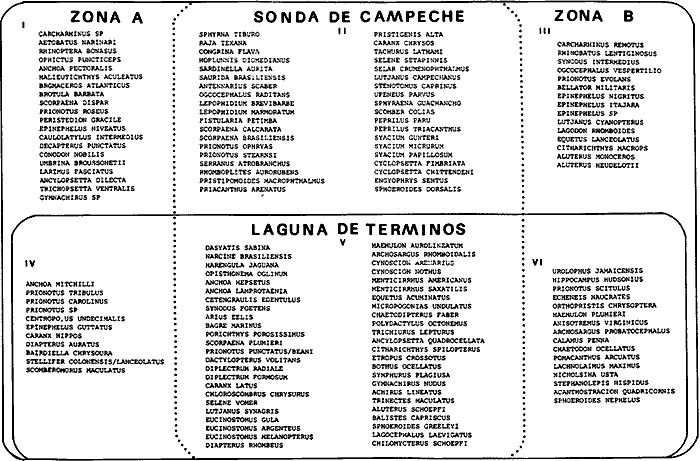 ZONA A
SONDA DE CAMPECHE
ZONA B
I
CARCHARHINUS SP
AETOBATUS NARINARI
RHINOPTERA BONASUS
OPHICTUS PUNCTICEPS
ANCHOA PECTORALIS
HALIEUTICHTHYS ACULEATUS
BRGMACEROS ATLANTICUS
BROTULA BARBATA
SCORPAENA DISPAR
PRIONOTUS ROSEUS
PERISTEDION GRACILE
EPINEPHELUS NIVEATUS
CAULOLATYLUS INTERMEDIUS
DECAPTERUS PUNCTATUS
CONODON NOBILIS
UMBRINA BROUSSONETII
LARIMUS FASCIATUS
ANCYLOPSETTA DILECTA
TRICHOPSETTA VENTRALIS
GYMNACHIRUS SP
II
SPHYRNA TIBURO
RAJA TEXANA
CONGRINA FLAVA
HOPLUNNIS DIOMEDIANUS
SARDINELLA AURITA
SAURIDA BRASILIENSIS
ANTENNARIUS SCABER
OGCOCEPHALUS RADITANS
LEPOPHIDIUM BREVIBARBE
LEPOPHIDIUM MARMORATUM
FISTULARIA PETIMBA
SCORPAENA CALCARATA
SCORPAENA BRASILIENSIS
PRIONOTUS OPHRYAS
PRIONOTUS STEARNSI
SERRANUS ATROBRANCHUS
RHOMBOPLITES AURORUBENS
PRISTIPOMOIDES MACROPHTHALMUS
PRIACANTHUS ARENATUS
PRISTIGENIS ALTA
CARANX CHRYSOS
TACHURUS LATHAMI
SELENE SETAPINNIS
SELAR CRUMENOPHTHALMUS
LUTJANUS CAMPECHANUS
STENOTOMUS CAPRINUS
UPENEUS PARVUS
SPHYRAENA GUACHANCHO
SCOMBER COLIAS
PEPRILUS PARU
PEPRILUS TRIACANTHUS
SYACIUM GUNTERI
SYACIUM MICRURUM
SYACIUM PAPILLOSUM
CYCLOPSETTA FIMBRIATA
CYCLOPSETTA CHITTENDENI
ENGYOPHRYS SENTUS
SPHOEROIDES DORSALIS
III
CARCHARHINUS REMOTUS
RHINOBATUS LENTIGINOSUS
SYNODUS INTERMEDIUS
OGCOCEPHALUS VESPERTILIO
PRIONOTUS EVOLANS
BELLATOR MILITARIS
EPINEPHELUS NIGRITUS
EPINEPHELUS ITAJARA
EPINEPHELUS SP
LUTJANUS CYANOPTERUS
LAGODON RHOMBOIDES
EQUETUS LANCEOLATUS
CITHARICHTHYS MACROPS
ALUTERUS MONOCEROS
ALUTERUS HEUDELOTII
LAGUNA DE TERMINOS
IV
ANCHOA MITCHILLI
PRIONOTUS TRIBULUS
PRIONOTUS CAROLINUS
PRIONOTUS SP
CENTROPO,US UNDECIMALIS
EPINEPHELUS GUTTATUS
CARANX HIPPOS
DIAPTERUS AURATUS
BAIRDIELLA CHRYSOURA
STELLIFER COLONENSIS/LANCEOLATUS
SCOMBEROMORUS MACULATUS
V
DASYATIS SABINA
NARCINE BRASILIENSIS
HARENGULA JAGUANA
OPISTHONEMA OGLINUM
ANCHOA HEPSETUS
ANCHOA LAMPROTAENIA
CETENGRAULIS EDENTULUS
SYNODUS FOETENS
ARIUS FELIS
BAGRE MARINUS
PORICHTHYS POROSISSIMUS
SCORPAENA PLUMIERI
PRIONOTUS PUNCTATUS/BEANI
DACTYLOPTERUS VOLITANS
DIPLECTRUM RADIALE
DIPLECTRUM FORMOSUM
CARANX LATUS
CHLOROSCOMBRUS CHRYSURUS
SELENE VOMER
LUTJANUS SYNAGRIS
EUCINOSTOMUS GULA
EUCINOSTOMUS ARGENTEUS
EUCINOSTOMUS MELANOPTERUS
DIAPTERUS RHOMBEUS
HAEMULON AUROLINEATUM
ARCHOSARGUS RHOMBOIDALIS
CYNOSCION ARENARIUS
CYNOSCION NOTHUS
MENTICIRRHUS AMERICANUS
MENTICIRRHUS SAXATILIS
EQUETUS ACUMINATUS
MICROPOGONIAS UNDULATUS
CHAETODIPTERUS FABER
POLYDACTYLUS OCTONEMUS
TRICHIURUS LEPTURUS
ANCYLOPSETTA QUADROCELLATA
CITHARICHTHYS SPILOPTERUS
ETROPUS CROSSOTUS
BOTHUS OCELLATUS
SYMPHURUS PLAGIUSA
GYMNACHIRUS NUDUS
ACHIRUS LINEATUS
TRINECTES MACULATUS
ALUTERUS SCHOEPFI
BALISTES CAPRISCUS
SPHOEROIDES GREELEYI
LAGOCEPHALUS LAEVIGATUS
CHILOMYCTERUS SCHOEPFI
VI
UROLOPHUS JAMAICENSIS
HIPPOCAMPUS HUDSONIUS
PRIONOTUS SCITULUS
ECHENEIS NAUCRATES
ORTHOPRISTIS CHRYSOPTERA
HAEMULON PLUMIERI
ANISOTREMUS VIRGINICUS
ARCHOSARGUS PROBATOCEPHALUS
CALAMUS PENNA
CHAETODON OCELLATUS
POMACANTHUS ARCUATUS
LACHNOLAIMUS MAXIMUS
NICHOLSINA USTA
STEPHANOLEPIS HISPIDUS
ACANTHOSTRACION QUADRICORNIS
SPHOEROIDES NEPHELUS